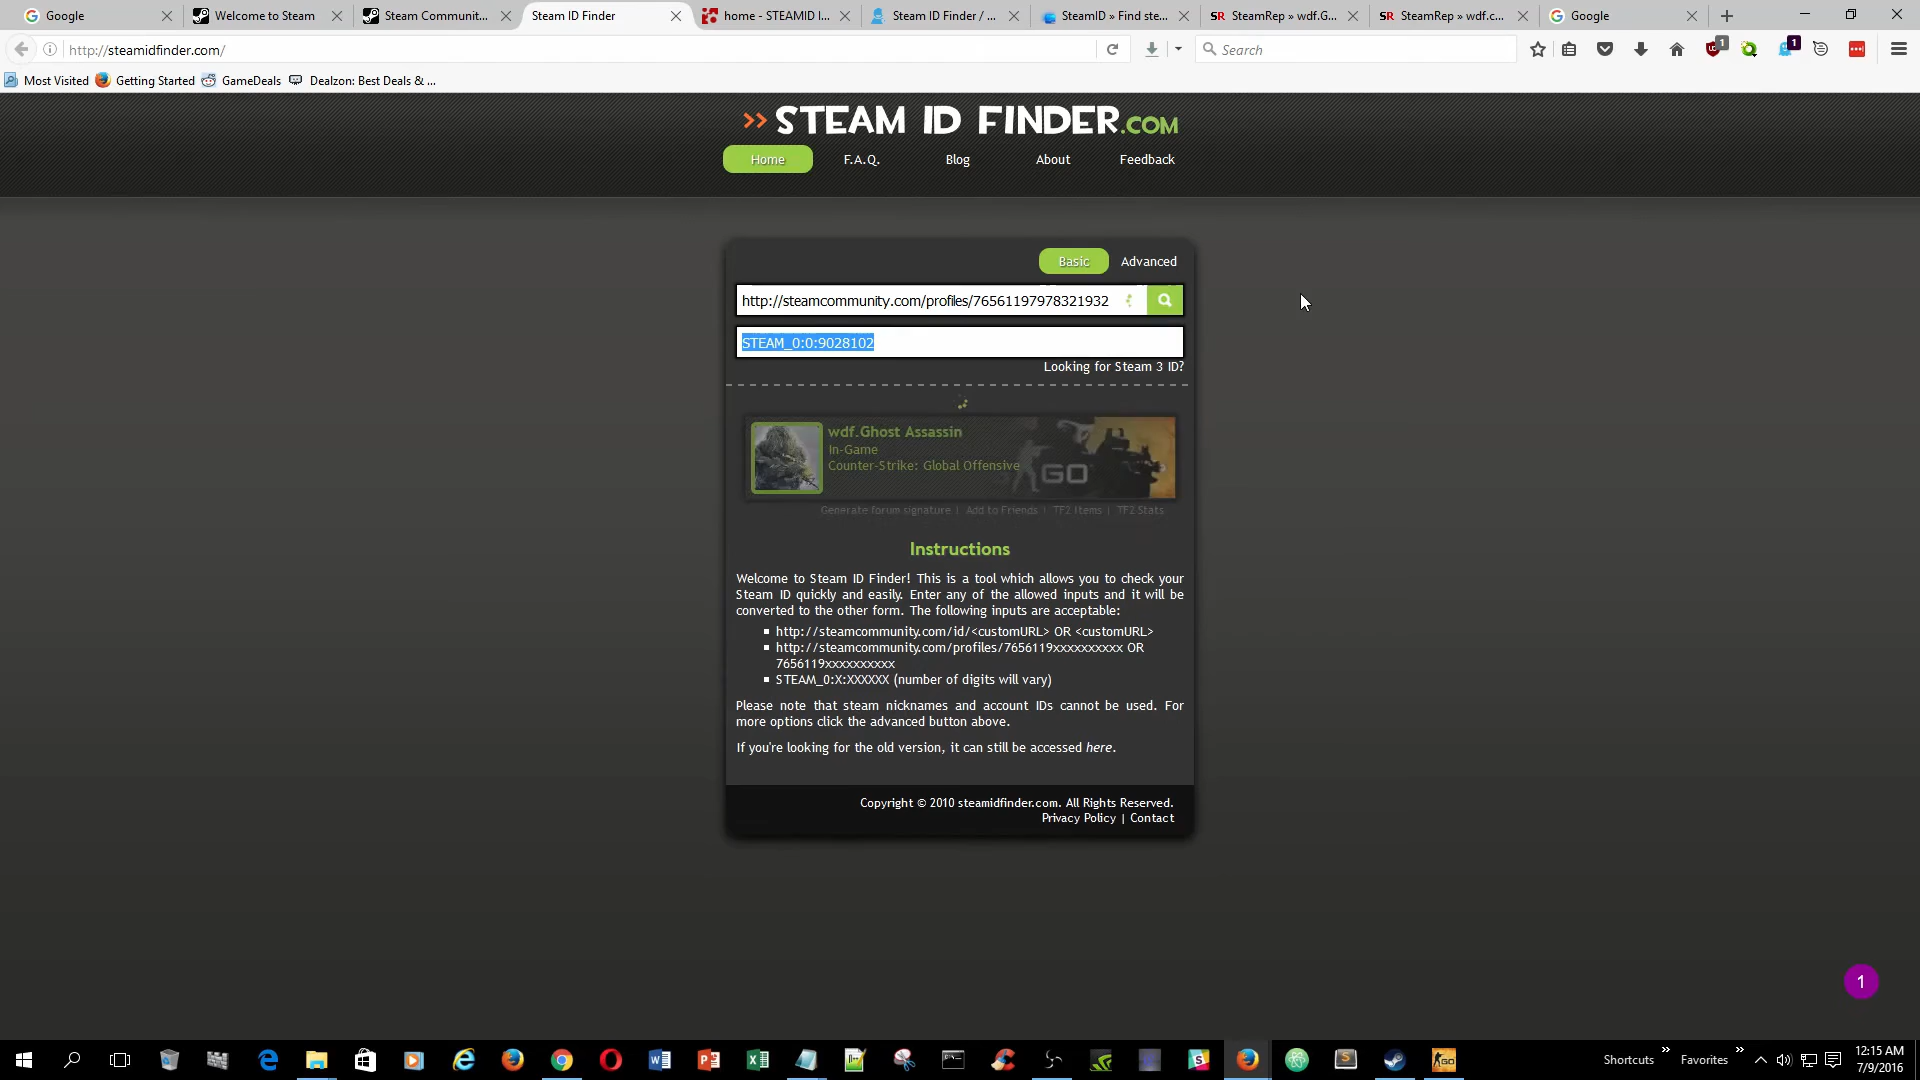 Google
Welcome to Steam
Steam Communit...
Steam ID Finder
home - STEAMID I...
Steam ID Finder / ...
SteamID » Find ste...
SR SteamRep » wdf.G...
SR SteamRep » wdf.c...
Google
http://steamidfinder.com/
Search
1
1
Most Visited
Getting Started
GameDeals
Dealzon: Best Deals & ...
>> STEAM ID FINDER.COM
Home
F.A.Q.
Blog
About
Feedback
Basic
Advanced
http://steamcommunity.com/profiles/76561197978321932
STEAM_0:0:9028102
Looking for Steam 3 ID?
wdf.Ghost Assassin
In-Game
Counter-Strike: Global Offensive
GO
Generate forum signature | Add to Friends | TF2 Items | TF2 Stats
Instructions
Welcome to Steam ID Finder! This is a tool which allows you to check your
Steam ID quickly and easily. Enter any of the allowed inputs and it will be
converted to the other form. The following inputs are acceptable:
http://steamcommunity.com/id/<customURL> OR <customURL>
http://steamcommunity.com/profiles/7656119xxxxxxxxxx OR
7656119xxxxxxxxxx
STEAM_0:X:XXXXXX (number of digits will vary)
Please note that steam nicknames and account IDs cannot be used. For
more options click the advanced button above.
If you're looking for the old version, it can still be accessed here.
Copyright © 2010 steamidfinder.com. All Rights Reserved.
Privacy Policy | Contact
1
Shortcuts
Favorites
12:15 AM
7/9/2016